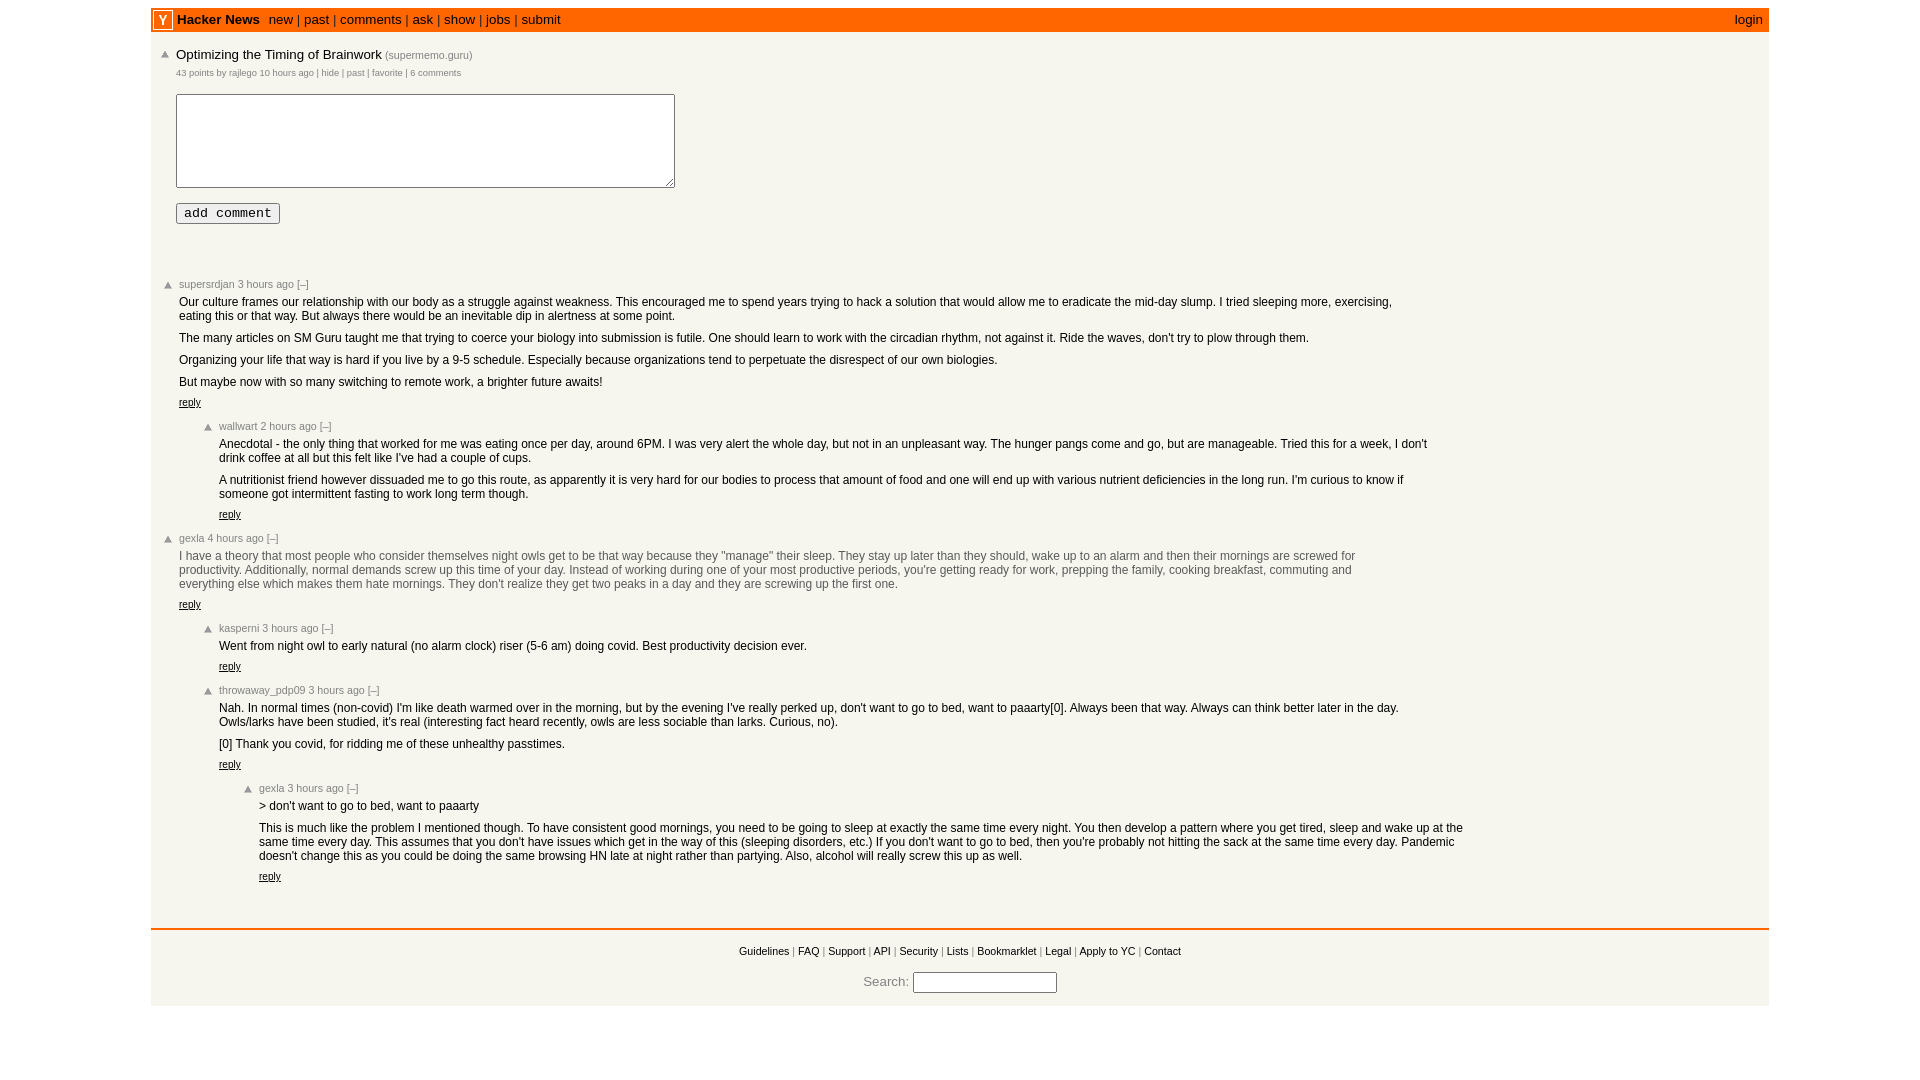 Y Hacker News new | past | comments | ask | show | jobs | submit login
Optimizing the Timing of Brainwork (supermemo.guru)
43 points by rajlego 10 hours ago | hide | past | favorite | 6 comments
add comment
supersrdjan 3 hours ago [–]
Our culture frames our relationship with our body as a struggle against weakness. This encouraged me to spend years trying to hack a solution that would allow me to eradicate the mid-day slump. I tried sleeping more, exercising,
eating this or that way. But always there would be an inevitable dip in alertness at some point.
The many articles on SM Guru taught me that trying to coerce your biology into submission is futile. One should learn to work with the circadian rhythm, not against it. Ride the waves, don't try to plow through them.
Organizing your life that way is hard if you live by a 9-5 schedule. Especially because organizations tend to perpetuate the disrespect of our own biologies.
But maybe now with so many switching to remote work, a brighter future awaits!
reply
wallwart 2 hours ago [–]
Anecdotal - the only thing that worked for me was eating once per day, around 6PM. I was very alert the whole day, but not in an unpleasant way. The hunger pangs come and go, but are manageable. Tried this for a week, I don't
drink coffee at all but this felt like I've had a couple of cups.
A nutritionist friend however dissuaded me to go this route, as apparently it is very hard for our bodies to process that amount of food and one will end up with various nutrient deficiencies in the long run. I'm curious to know if
someone got intermittent fasting to work long term though.
reply
gexla 4 hours ago [–]
I have a theory that most people who consider themselves night owls get to be that way because they "manage" their sleep. They stay up later than they should, wake up to an alarm and then their mornings are screwed for
productivity. Additionally, normal demands screw up this time of your day. Instead of working during one of your most productive periods, you're getting ready for work, prepping the family, cooking breakfast, commuting and
everything else which makes them hate mornings. They don't realize they get two peaks in a day and they are screwing up the first one.
reply
kasperni 3 hours ago [–]
Went from night owl to early natural (no alarm clock) riser (5-6 am) doing covid. Best productivity decision ever.
reply
throwaway_pdp09 3 hours ago [–]
Nah. In normal times (non-covid) I'm like death warmed over in the morning, but by the evening I've really perked up, don't want to go to bed, want to paaarty[0]. Always been that way. Always can think better later in the day.
Owls/larks have been studied, it's real (interesting fact heard recently, owls are less sociable than larks. Curious, no).
[0] Thank you covid, for ridding me of these unhealthy passtimes.
reply
gexla 3 hours ago [–]
> don't want to go to bed, want to paaarty
This is much like the problem I mentioned though. To have consistent good mornings, you need to be going to sleep at exactly the same time every night. You then develop a pattern where you get tired, sleep and wake up at the
same time every day. This assumes that you don't have issues which get in the way of this (sleeping disorders, etc.) If you don't want to go to bed, then you're probably not hitting the sack at the same time every day. Pandemic
doesn't change this as you could be doing the same browsing HN late at night rather than partying. Also, alcohol will really screw this up as well.
reply
Guidelines | FAQ | Support | API | Security | Lists | Bookmarklet | Legal | Apply to YC | Contact
Search: